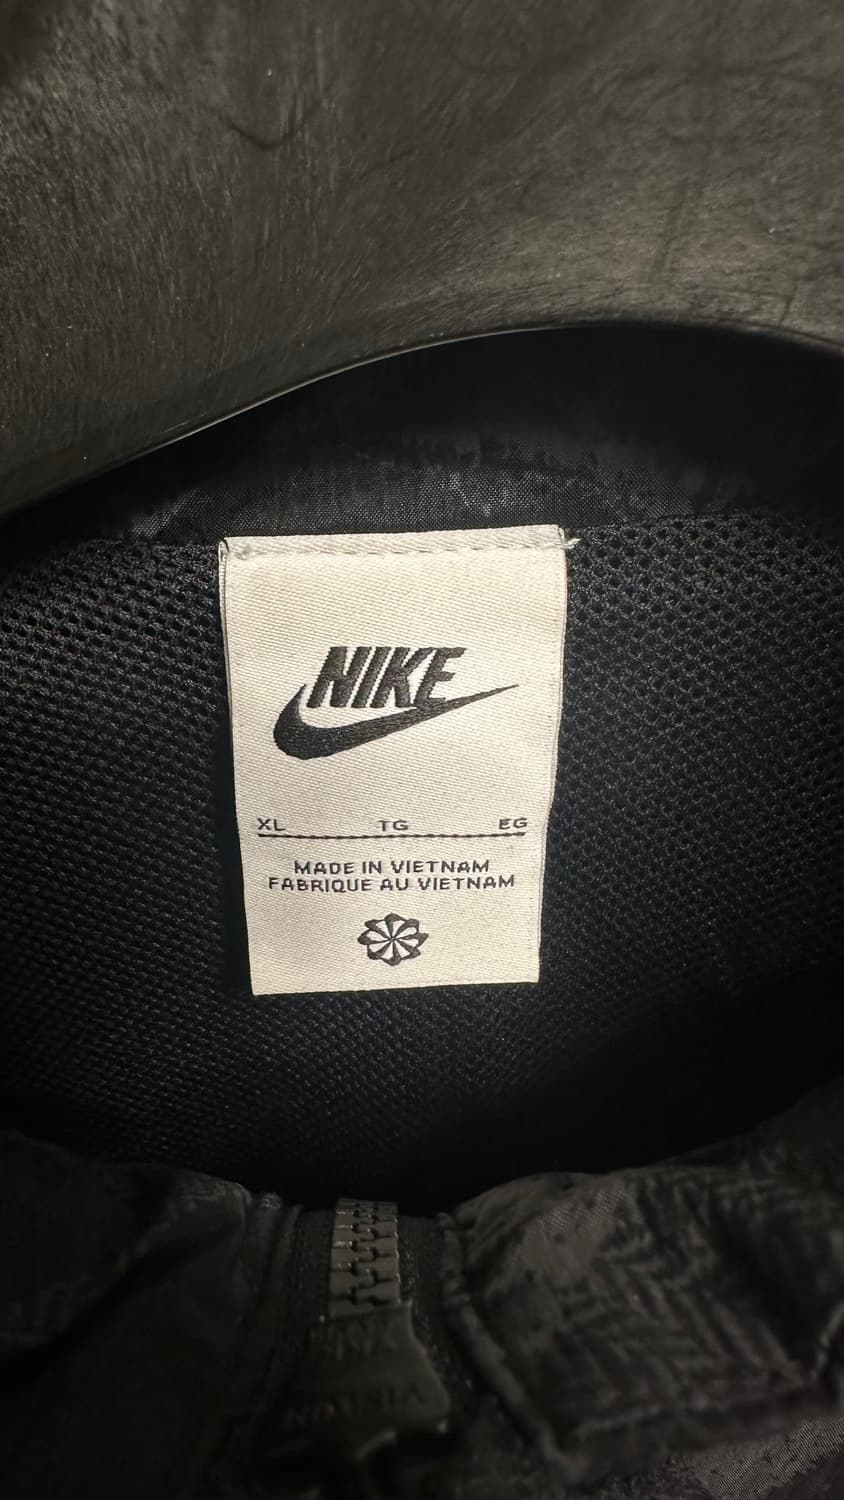 NIKE
XL TG EG
MADE IN VIETNAM
FABRIQUE AU VIETNAM